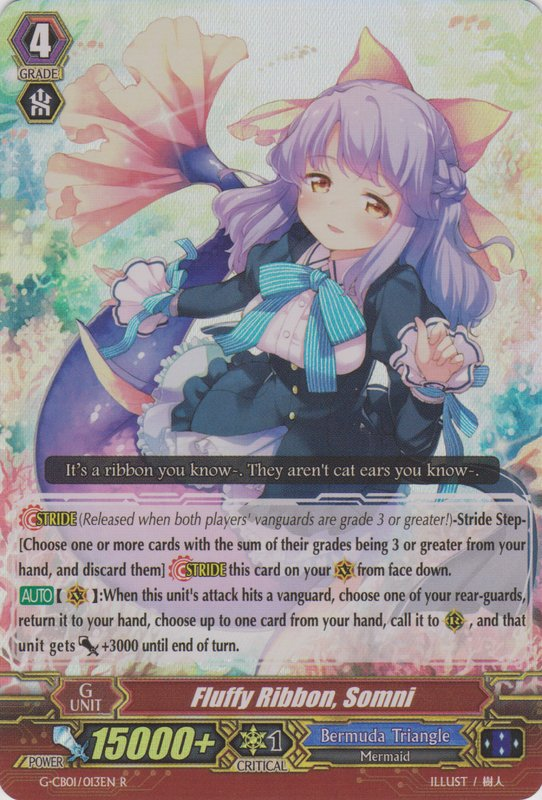 4
GRADE
It's a ribbon you know-. They aren't cat ears you know-.
STRIDE (Released when both players' vanguards are grade 3 or greater!)-Stride Step-
[Choose one or more cards with the sum of their grades being 3 or greater from your
hand, and discard them] STRIDE this card on your V from face down.
AUTO【 V 】:When this unit's attack hits a vanguard, choose one of your rear-guards,
return it to your hand, choose up to one card from your hand, call it to R , and that
unit gets +3000 until end of turn.
G
UNIT
Fluffy Ribbon, Somni
POWER
15000+
1
CRITICAL
Bermuda Triangle
Mermaid
G-CB01/013EN R
ILLUST / 樹人